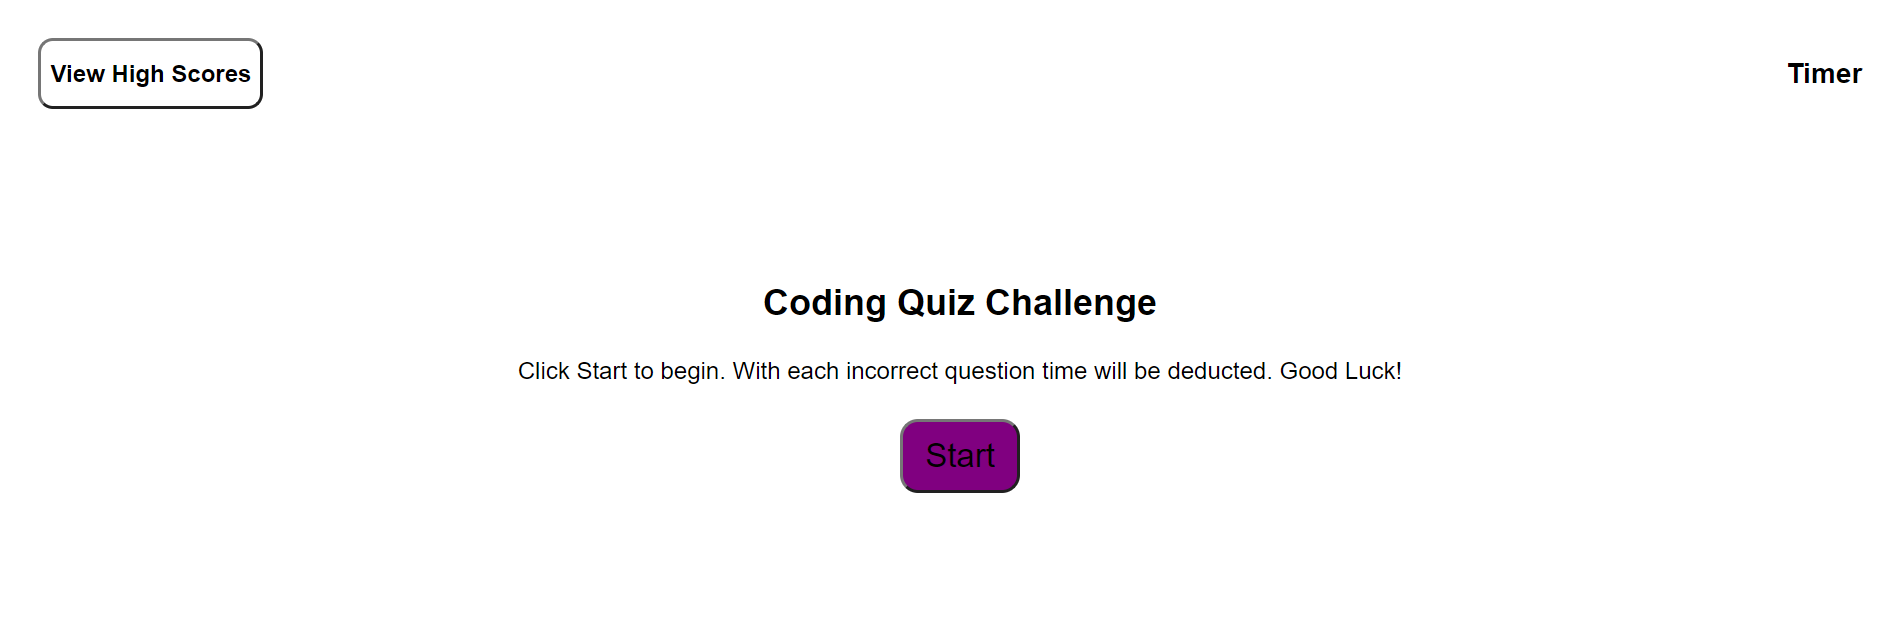 View High Scores
Timer
Coding Quiz Challenge
Click Start to begin. With each incorrect question time will be deducted. Good Luck!
Start